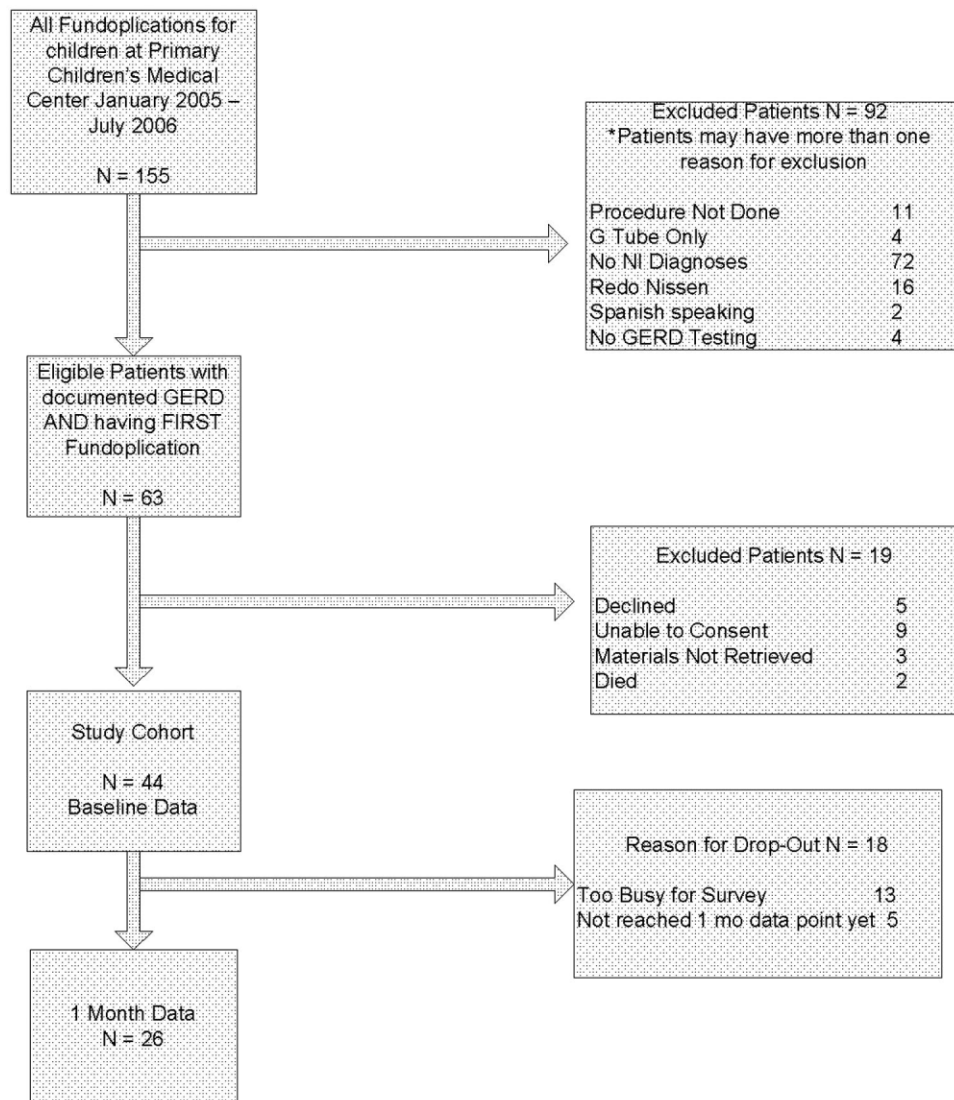 All Fundoplications for
children at Primary
Children's Medical
Center January 2005 –
July 2006
N = 155
Excluded Patients N = 92
*Patients may have more than one
reason for exclusion
Procedure Not Done 11
G Tube Only 4
No NI Diagnoses 72
Redo Nissen 16
Spanish speaking 2
No GERD Testing 4
Eligible Patients with
documented GERD
AND having FIRST
Fundoplication
N = 63
Excluded Patients N = 19
Declined 5
Unable to Consent 9
Materials Not Retrieved 3
Died 2
Study Cohort
N = 44
Baseline Data
Reason for Drop-Out N = 18
Too Busy for Survey 13
Not reached 1 mo data point yet 5
1 Month Data
N = 26